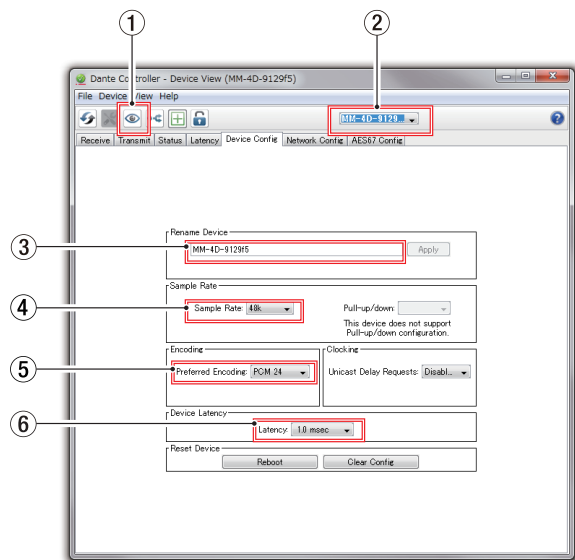 ① ②
Dante Controller - Device View (MM-4D-9129f5)
File Device View Help
MM-4D-9129...
Receive Transmit Status Latency Device Config Network Config AES67 Config
Rename Device
③ MM-4D-9129f5 Apply
Sample Rate
④ Sample Rate: 48k Pull-up/down:
This device does not support
Pull-up/down configuration.
Encoding Clocking
⑤ Preferred Encoding: PCM 24 Unicast Delay Requests: Disabl...
Device Latency
⑥ Latency: 1.0 msec
Reset Device
Reboot Clear Config